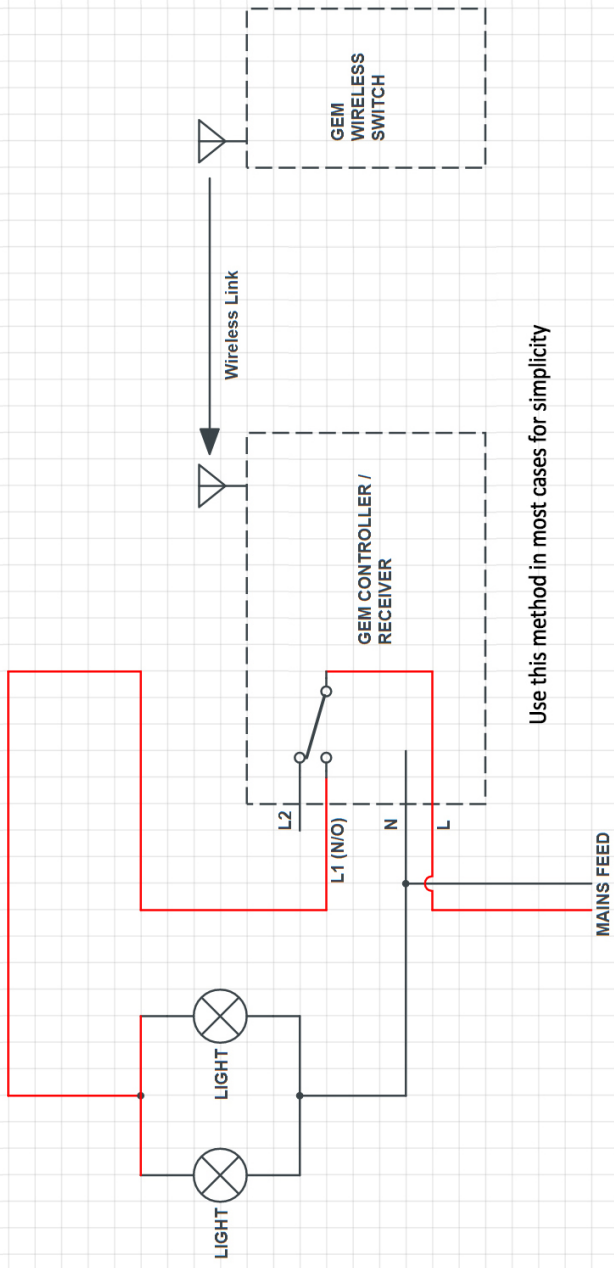 LIGHT
LIGHT
L2
L1 (N/O)
N
L
MAINS FEED
GEM CONTROLLER /
RECEIVER
Wireless Link
GEM
WIRELESS
SWITCH
Use this method in most cases for simplicity